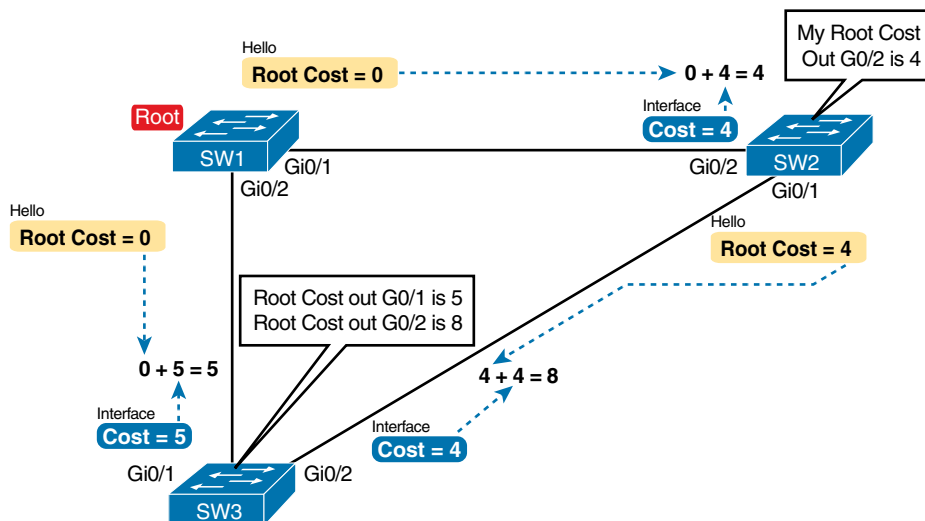 Hello
Root Cost = 0
0 + 4 = 4
My Root Cost
Out G0/2 is 4
Interface
Cost = 4
Root
SW1
Gi0/1
Gi0/2
Gi0/2
SW2
Gi0/1
Hello
Root Cost = 0
Hello
Root Cost = 4
Root Cost out G0/1 is 5
Root Cost out G0/2 is 8
0 + 5 = 5
4 + 4 = 8
Interface
Cost = 5
Interface
Cost = 4
Gi0/1
Gi0/2
SW3